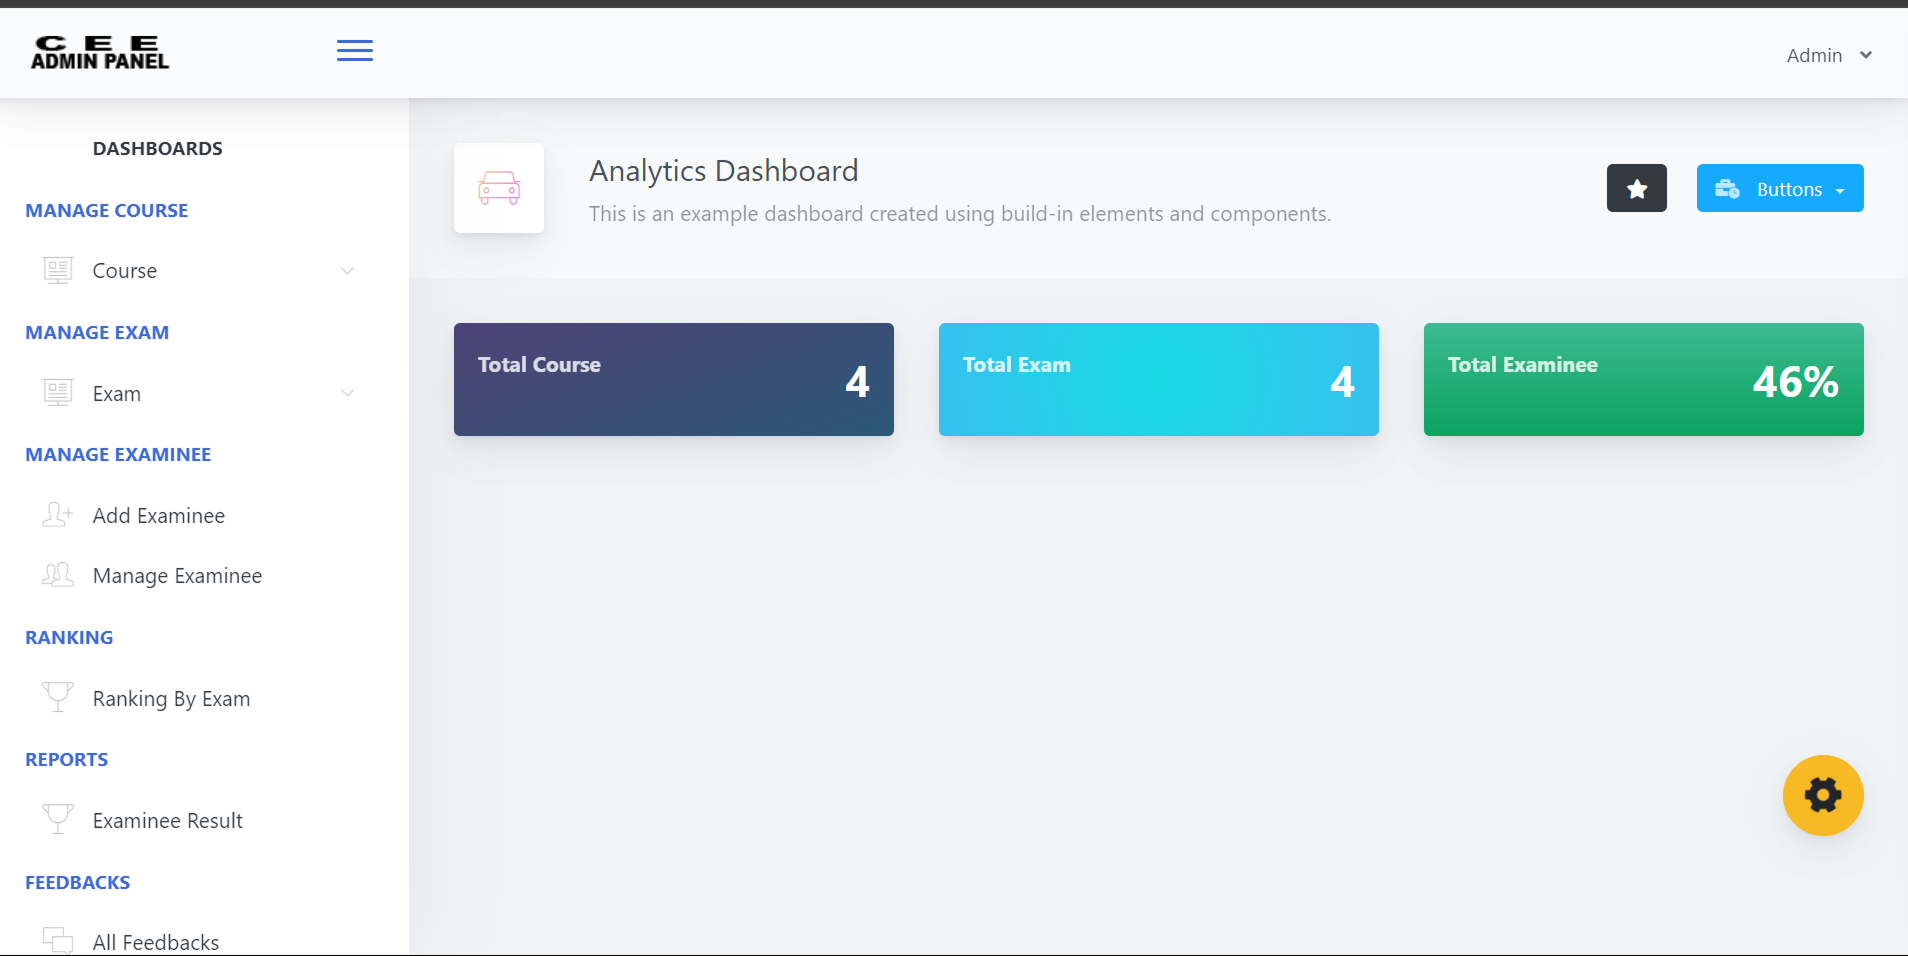 C E E
ADMIN PANEL
Admin
DASHBOARDS
MANAGE COURSE
Course
MANAGE EXAM
Exam
MANAGE EXAMINEE
Add Examinee
Manage Examinee
RANKING
Ranking By Exam
REPORTS
Examinee Result
FEEDBACKS
All Feedbacks
Analytics Dashboard
This is an example dashboard created using build-in elements and components.
Buttons
Total Course
4
Total Exam
4
Total Examinee
46%